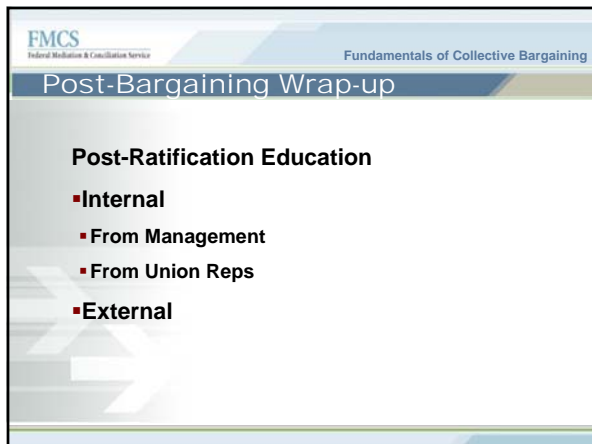 FMCS
Federal Mediation & Conciliation Service
Fundamentals of Collective Bargaining
Post-Bargaining Wrap-up
Post-Ratification Education
▪Internal
▪From Management
▪From Union Reps
▪External